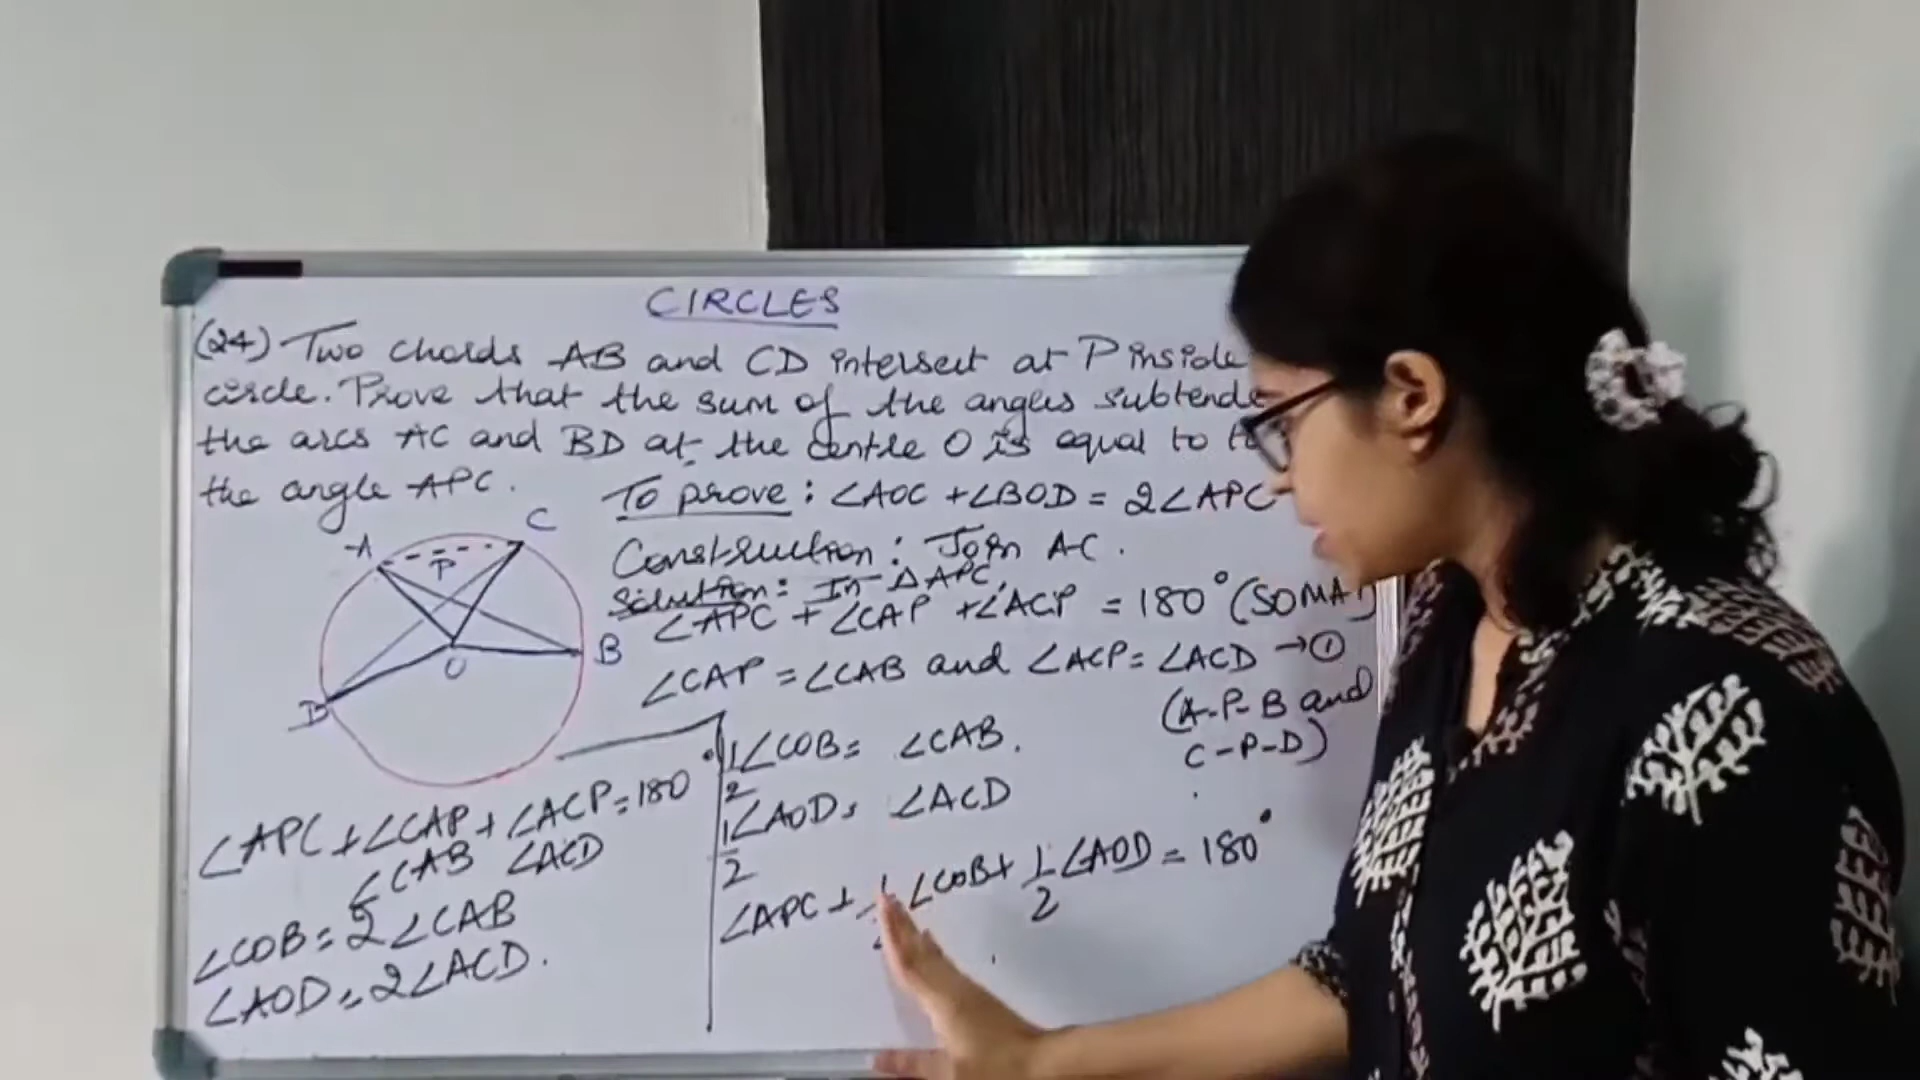 CIRCLES
(24) Two chords AB and CD intersect at P inside
circle. Prove that the sum of the angles subtende
the arcs AC and BD at the centre O is equal to
the angle APC.
To prove : ∠AOC + ∠BOD = 2∠APC
Construction : Join AC.
Solution: In △APC,
∠APC + ∠CAP + ∠ACP = 180° (SOMA
∠CAP = ∠CAB and ∠ACP = ∠ACD → ①
(A-P-B and
C-P-D)
A
C
P
O
B
D
∠APC + ∠CAP + ∠ACP = 180
∠CAB ∠ACD
∠COB = 2∠CAB
∠AOD = 2∠ACD.
1/2 ∠COB = ∠CAB.
1/2 ∠AOD = ∠ACD
∠APC + 1/2 ∠COB + 1/2 ∠AOD = 180°